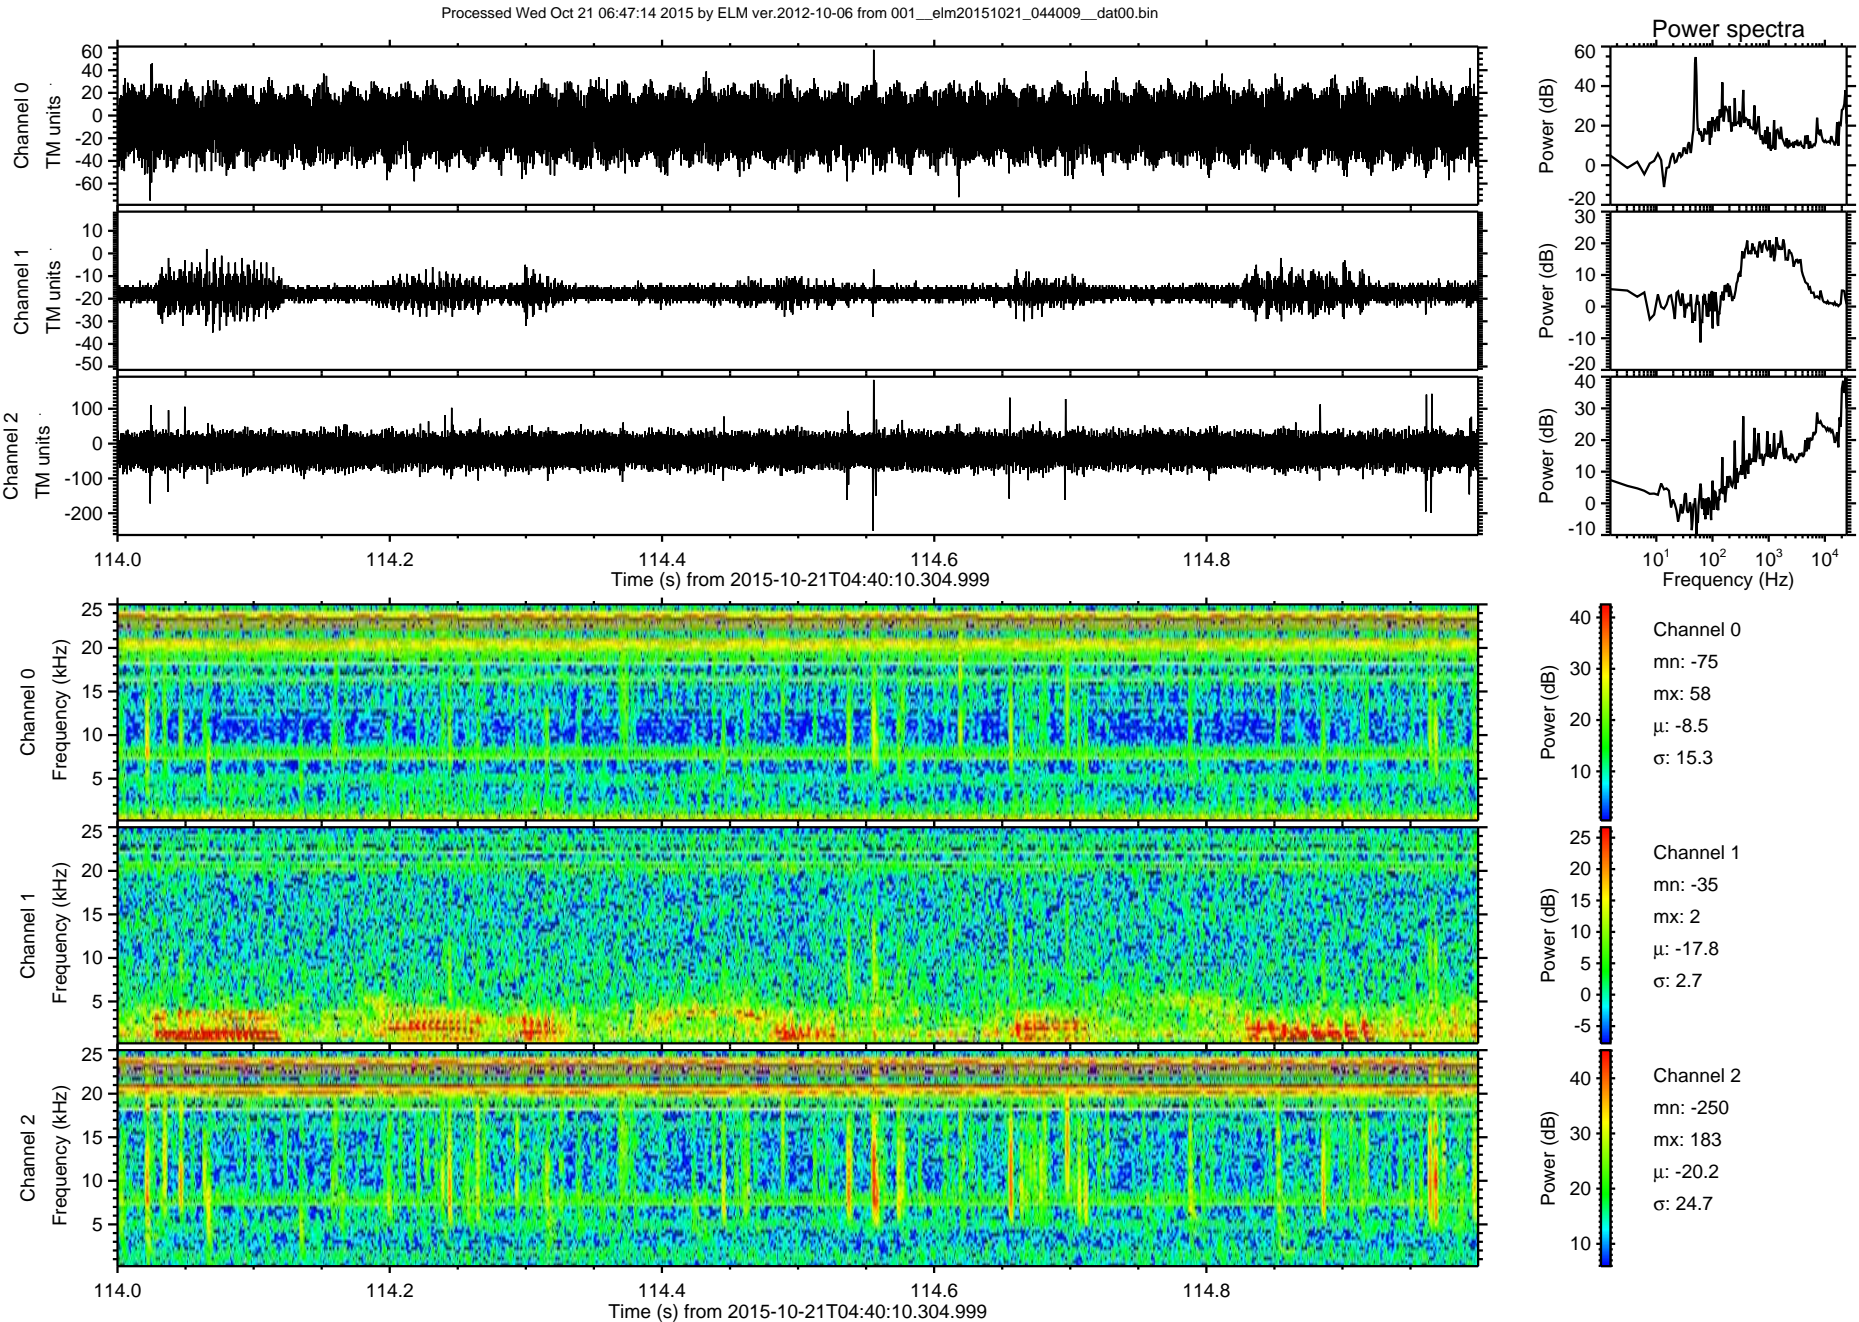 Processed Wed Oct 21 06:47:14 2015 by ELM ver.2012-10-06 from 001__elm20151021_044009__dat00.bin
Power spectra
Channel 0
TM units
60
40
20
0
-20
-40
-60
Power (dB)
60
40
20
0
-20
Channel 1
TM units
10
0
-10
-20
-30
-40
-50
Power (dB)
30
20
10
0
-10
-20
Channel 2
TM units
100
0
-100
-200
Power (dB)
40
30
20
10
0
-10
114.0 114.2 114.4 114.6 114.8
Time (s) from 2015-10-21T04:40:10.304.999
10^1 10^2 10^3 10^4
Frequency (Hz)
Channel 0
Frequency (kHz)
25
20
15
10
5
Power (dB)
40
30
20
10
Channel 0
mn: -75
mx: 58
μ: -8.5
σ: 15.3
Channel 1
Frequency (kHz)
25
20
15
10
5
Power (dB)
25
20
15
10
5
0
-5
Channel 1
mn: -35
mx: 2
μ: -17.8
σ: 2.7
Channel 2
Frequency (kHz)
25
20
15
10
5
Power (dB)
40
30
20
10
Channel 2
mn: -250
mx: 183
μ: -20.2
σ: 24.7
114.0 114.2 114.4 114.6 114.8
Time (s) from 2015-10-21T04:40:10.304.999